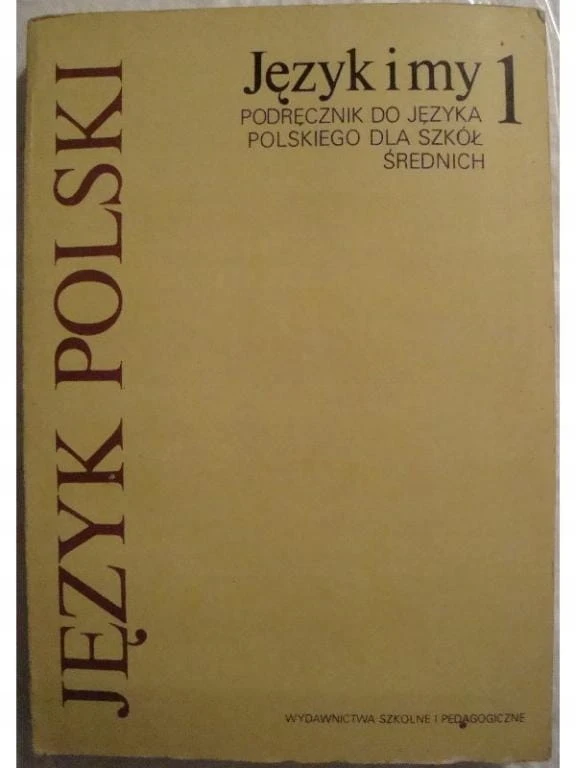 JĘZYK POLSKI
Język i my 1
PODRĘCZNIK DO JĘZYKA
POLSKIEGO DLA SZKÓŁ
ŚREDNICH
WYDAWNICTWA SZKOLNE I PEDAGOGICZNE